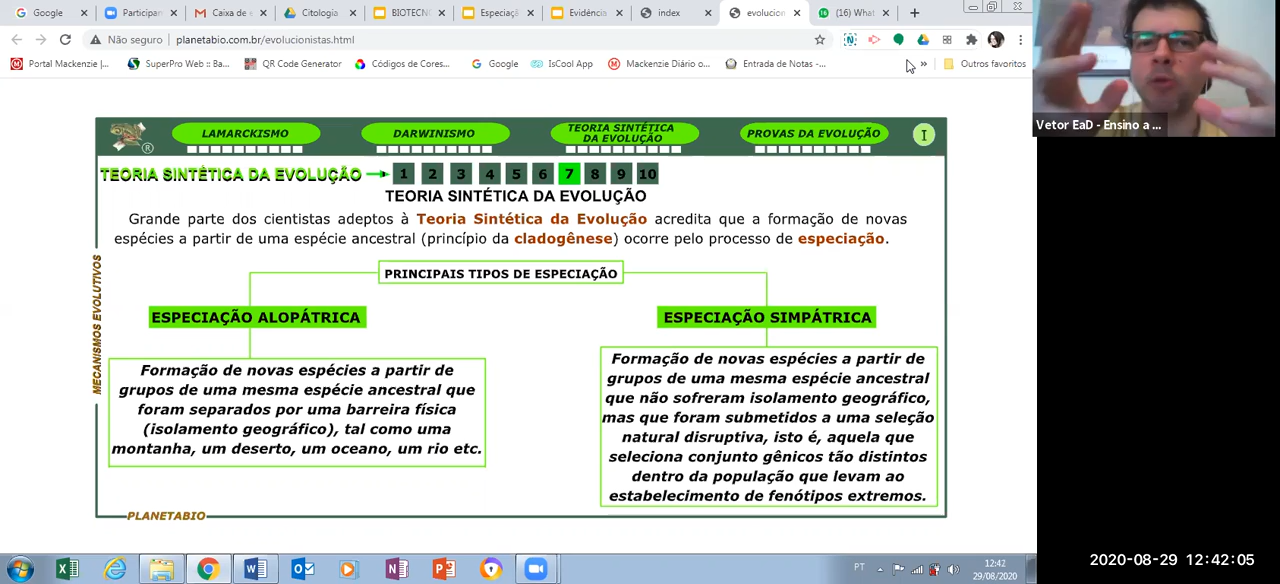 Google
Participan
Caixa de
Citologia
BIOTECN
Especiaçã
Evidência
index
evolucion
(16) What
Não seguro | planetabio.com.br/evolucionistas.html
Portal Mackenzie |...
SuperPro Web :: Ba...
QR Code Generator
Códigos de Cores...
Google
IsCool App
Mackenzie Diário o...
Entrada de Notas -...
»
Outros favoritos
Vetor EaD - Ensino a ...
LAMARCKISMO
DARWINISMO
TEORIA SINTÉTICA
DA EVOLUÇÃO
PROVAS DA EVOLUÇÃO
I
®
TEORIA SINTÉTICA DA EVOLUÇÃO 1 2 3 4 5 6 7 8 9 10
TEORIA SINTÉTICA DA EVOLUÇÃO
Grande parte dos cientistas adeptos à Teoria Sintética da Evolução acredita que a formação de novas
espécies a partir de uma espécie ancestral (princípio da cladogênese) ocorre pelo processo de especiação.
MECANISMOS EVOLUTIVOS
PRINCIPAIS TIPOS DE ESPECIAÇÃO
ESPECIAÇÃO ALOPÁTRICA
Formação de novas espécies a partir de
grupos de uma mesma espécie ancestral que
foram separados por uma barreira física
(isolamento geográfico), tal como uma
montanha, um deserto, um oceano, um rio etc.
ESPECIAÇÃO SIMPÁTRICA
Formação de novas espécies a partir de
grupos de uma mesma espécie ancestral
que não sofreram isolamento geográfico,
mas que foram submetidos a uma seleção
natural disruptiva, isto é, aquela que
seleciona conjunto gênicos tão distintos
dentro da população que levam ao
estabelecimento de fenótipos extremos.
PLANETABIO
PT
12:42
29/08/2020
2020-08-29 12:42:05